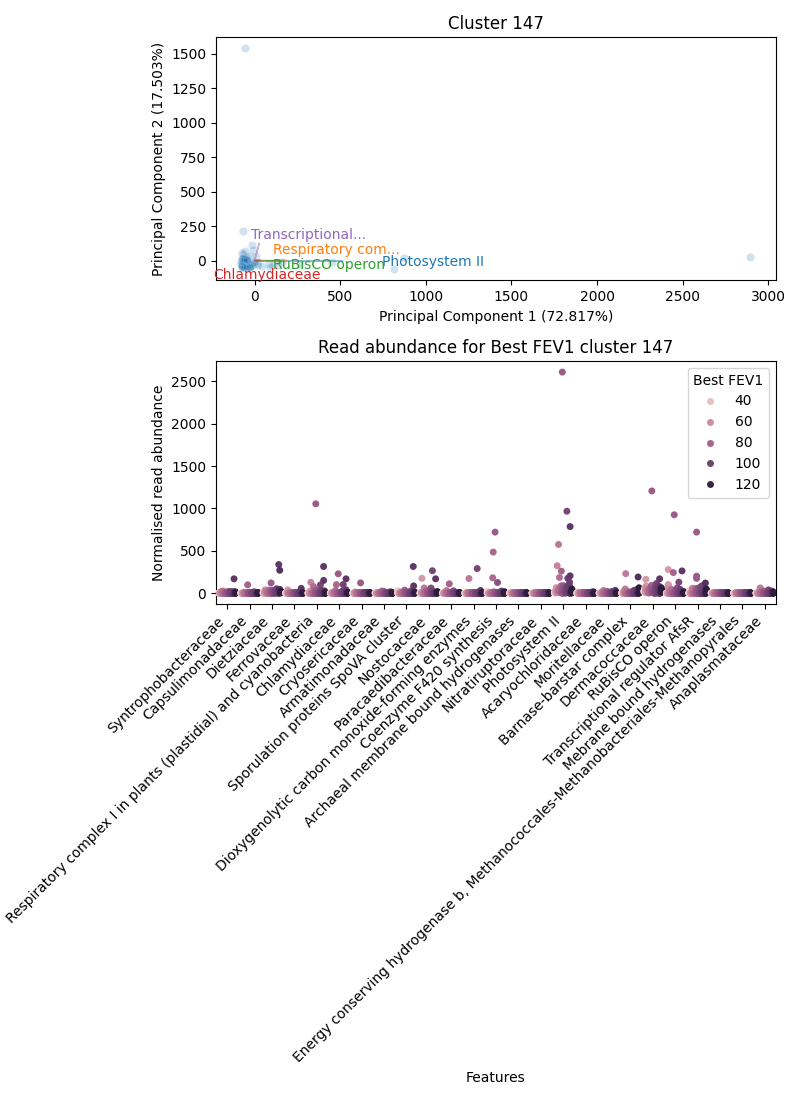 Cluster 147
Principal Component 2 (17.503%)
1500
1250
1000
750
500
250
0
Transcriptional...
Respiratory com...
RuBisCO operon
Photosystem II
Chlamydiaceae
0
500
1000
1500
2000
2500
3000
Principal Component 1 (72.817%)
Read abundance for Best FEV1 cluster 147
Normalised read abundance
2500
2000
1500
1000
500
0
Best FEV1
40
60
80
100
120
Syntrophobacteraceae
Capsulimonadaceae
Dietziaceae
Ferrovaceae
Respiratory complex I in plants (plastidial) and cyanobacteria
Chlamydiaceae
Cryosericaceae
Armatimonadaceae
Sporulation proteins SpoVA cluster
Nostocaceae
Paracaedibacteraceae
Dioxygenolytic carbon monoxide-forming enzymes
Coenzyme F420 synthesis
Archaeal membrane bound hydrogenases
Nitratiruptoraceae
Photosystem II
Acaryochloridaceae
Moritellaceae
Barnase-barstar complex
Dermacoccaceae
RuBisCO operon
Transcriptional regulator AfsR
Mebrane bound hydrogenases
Energy conserving hydrogenase b, Methanococcales-Methanobacteriales-Methanopyrales
Anaplasmataceae
Features